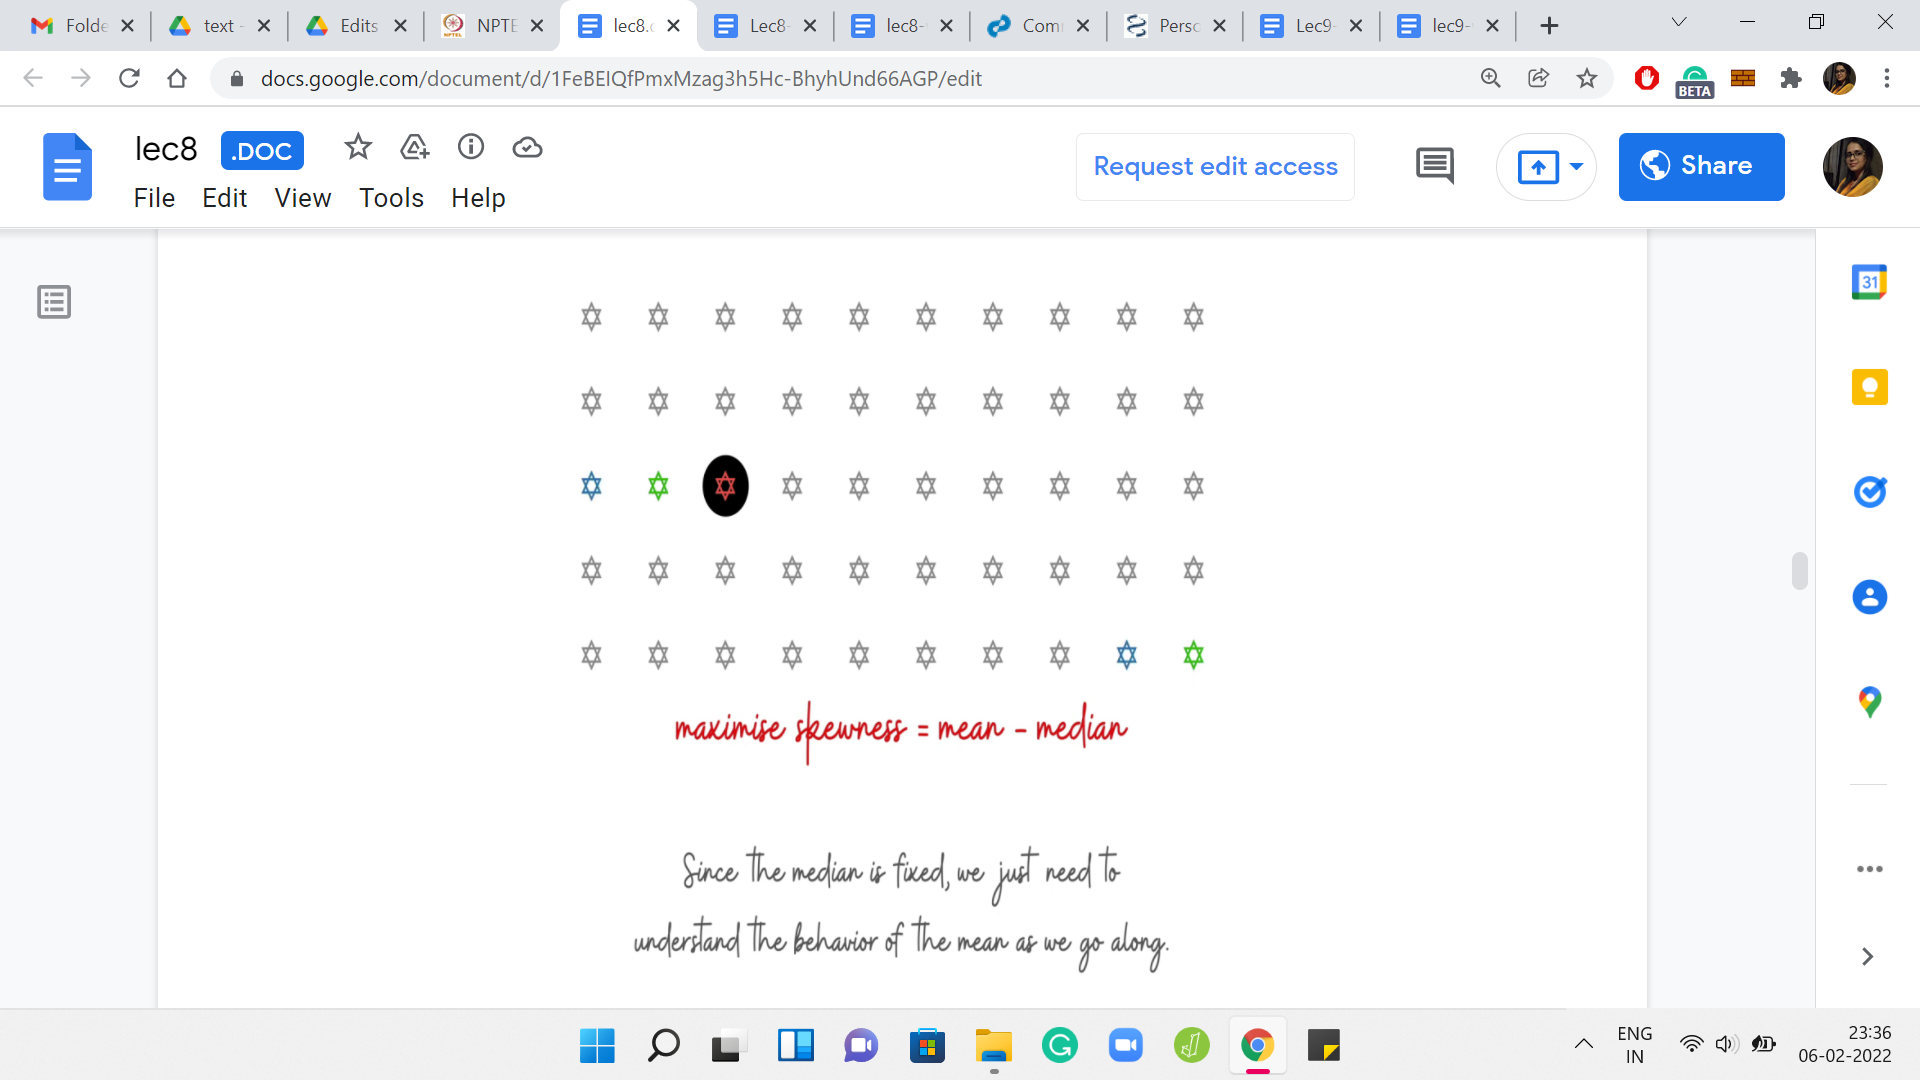 Folde
text -
Edits
NPTE
lec8.
Lec8-
lec8-
Com
Perso
Lec9-
lec9-
docs.google.com/document/d/1FeBEIQfPmxMzag3h5Hc-BhyhUnd66AGP/edit
BETA
lec8 .DOC
File Edit View Tools Help
Request edit access
Share
31
maximise skewness = mean - median
Since the median is fixed, we just need to
understand the behavior of the mean as we go along.
ENG
IN
23:36
06-02-2022